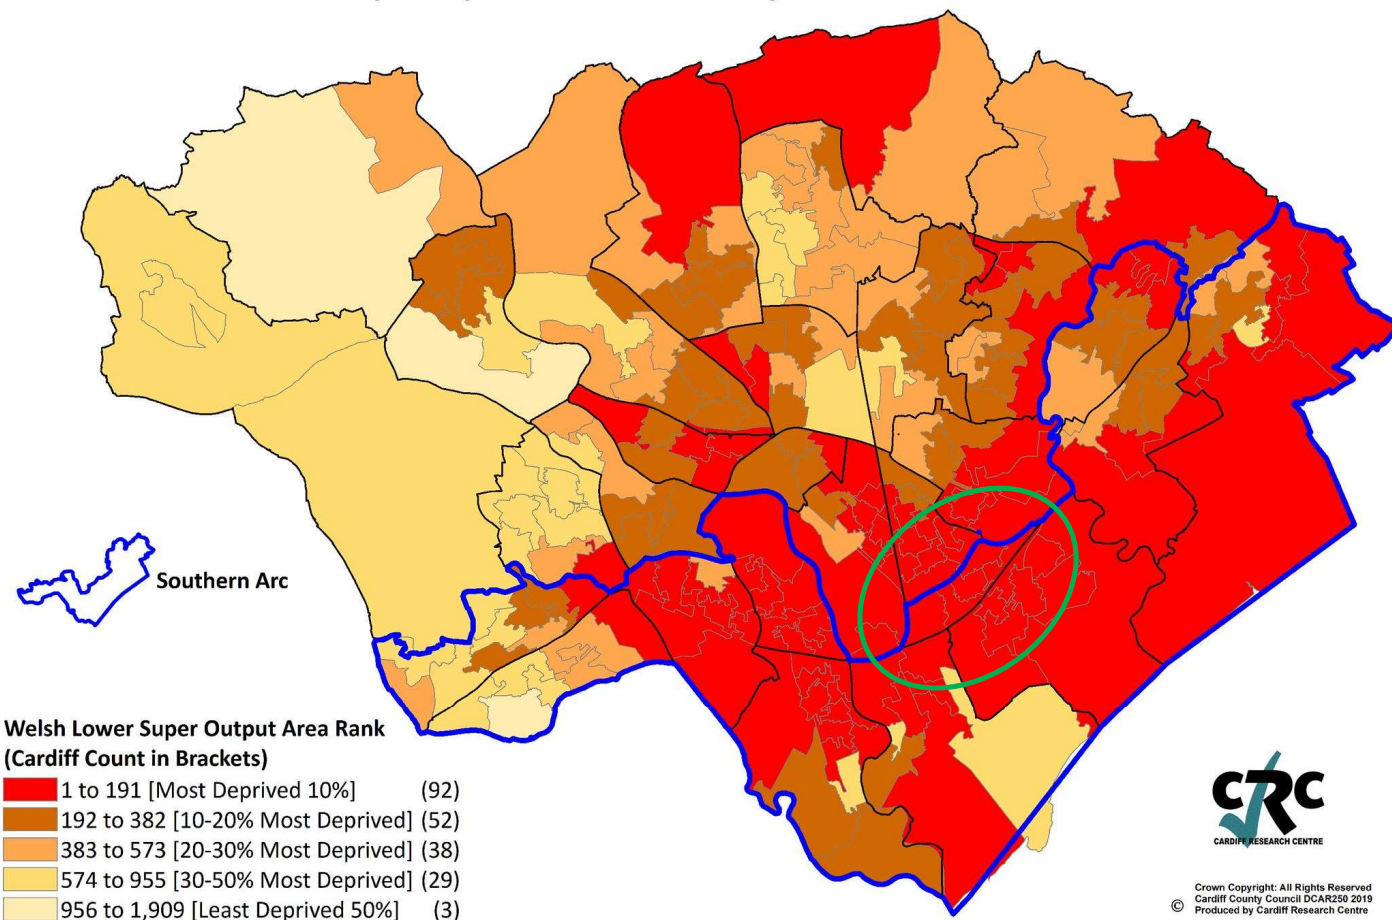 Southern Arc
Welsh Lower Super Output Area Rank
(Cardiff Count in Brackets)
1 to 191 [Most Deprived 10%] (92)
192 to 382 [10-20% Most Deprived] (52)
383 to 573 [20-30% Most Deprived] (38)
574 to 955 [30-50% Most Deprived] (29)
956 to 1,909 [Least Deprived 50%] (3)
CRC
CARDIFF RESEARCH CENTRE
Crown Copyright: All Rights Reserved
© Cardiff County Council DCAR250 2019
Produced by Cardiff Research Centre